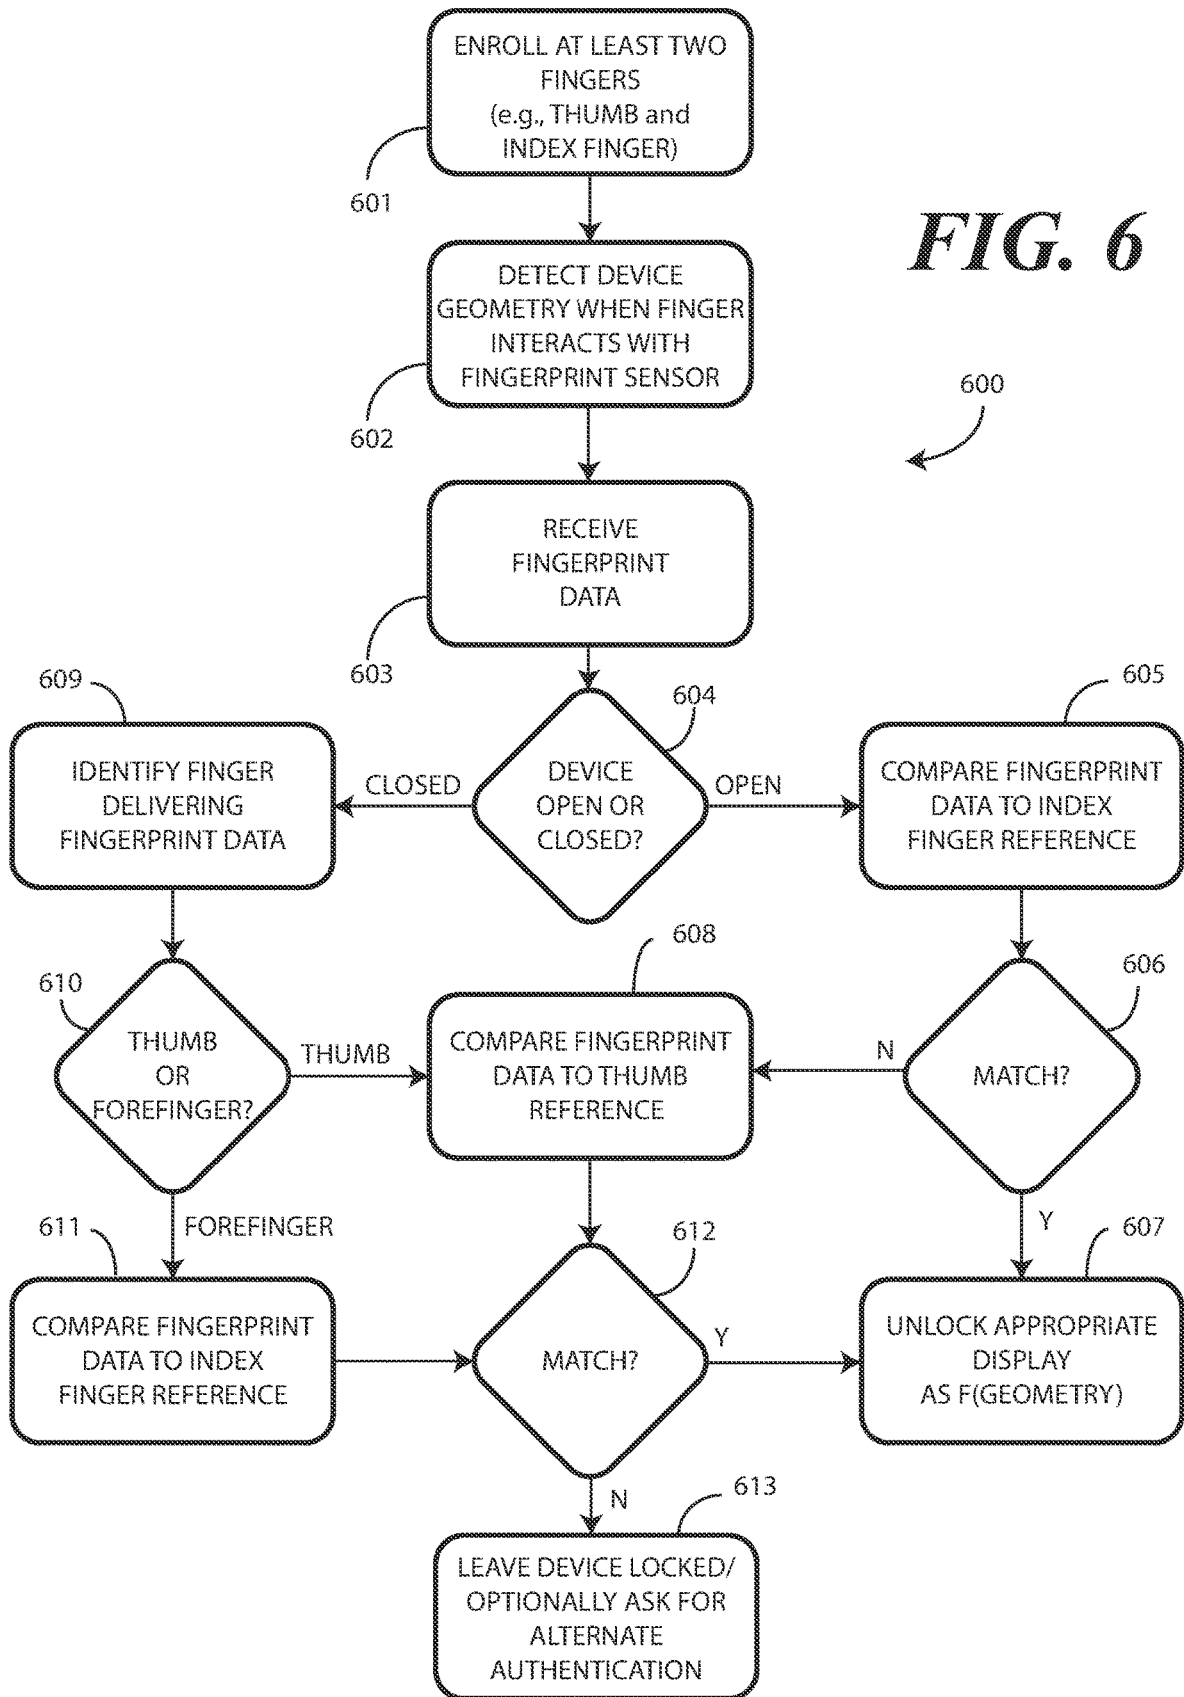 ENROLL AT LEAST TWO
FINGERS
(e.g., THUMB and
INDEX FINGER)
601
FIG. 6
DETECT DEVICE
GEOMETRY WHEN FINGER
INTERACTS WITH
FINGERPRINT SENSOR
602
600
RECEIVE
FINGERPRINT
DATA
603
604
DEVICE
OPEN OR
CLOSED?
CLOSED
OPEN
609
IDENTIFY FINGER
DELIVERING
FINGERPRINT DATA
605
COMPARE FINGERPRINT
DATA TO INDEX
FINGER REFERENCE
610
THUMB
OR
FOREFINGER?
THUMB
608
COMPARE FINGERPRINT
DATA TO THUMB
REFERENCE
N
606
MATCH?
FOREFINGER
Y
611
COMPARE FINGERPRINT
DATA TO INDEX
FINGER REFERENCE
612
MATCH?
Y
607
UNLOCK APPROPRIATE
DISPLAY
AS F(GEOMETRY)
N
613
LEAVE DEVICE LOCKED/
OPTIONALLY ASK FOR
ALTERNATE
AUTHENTICATION